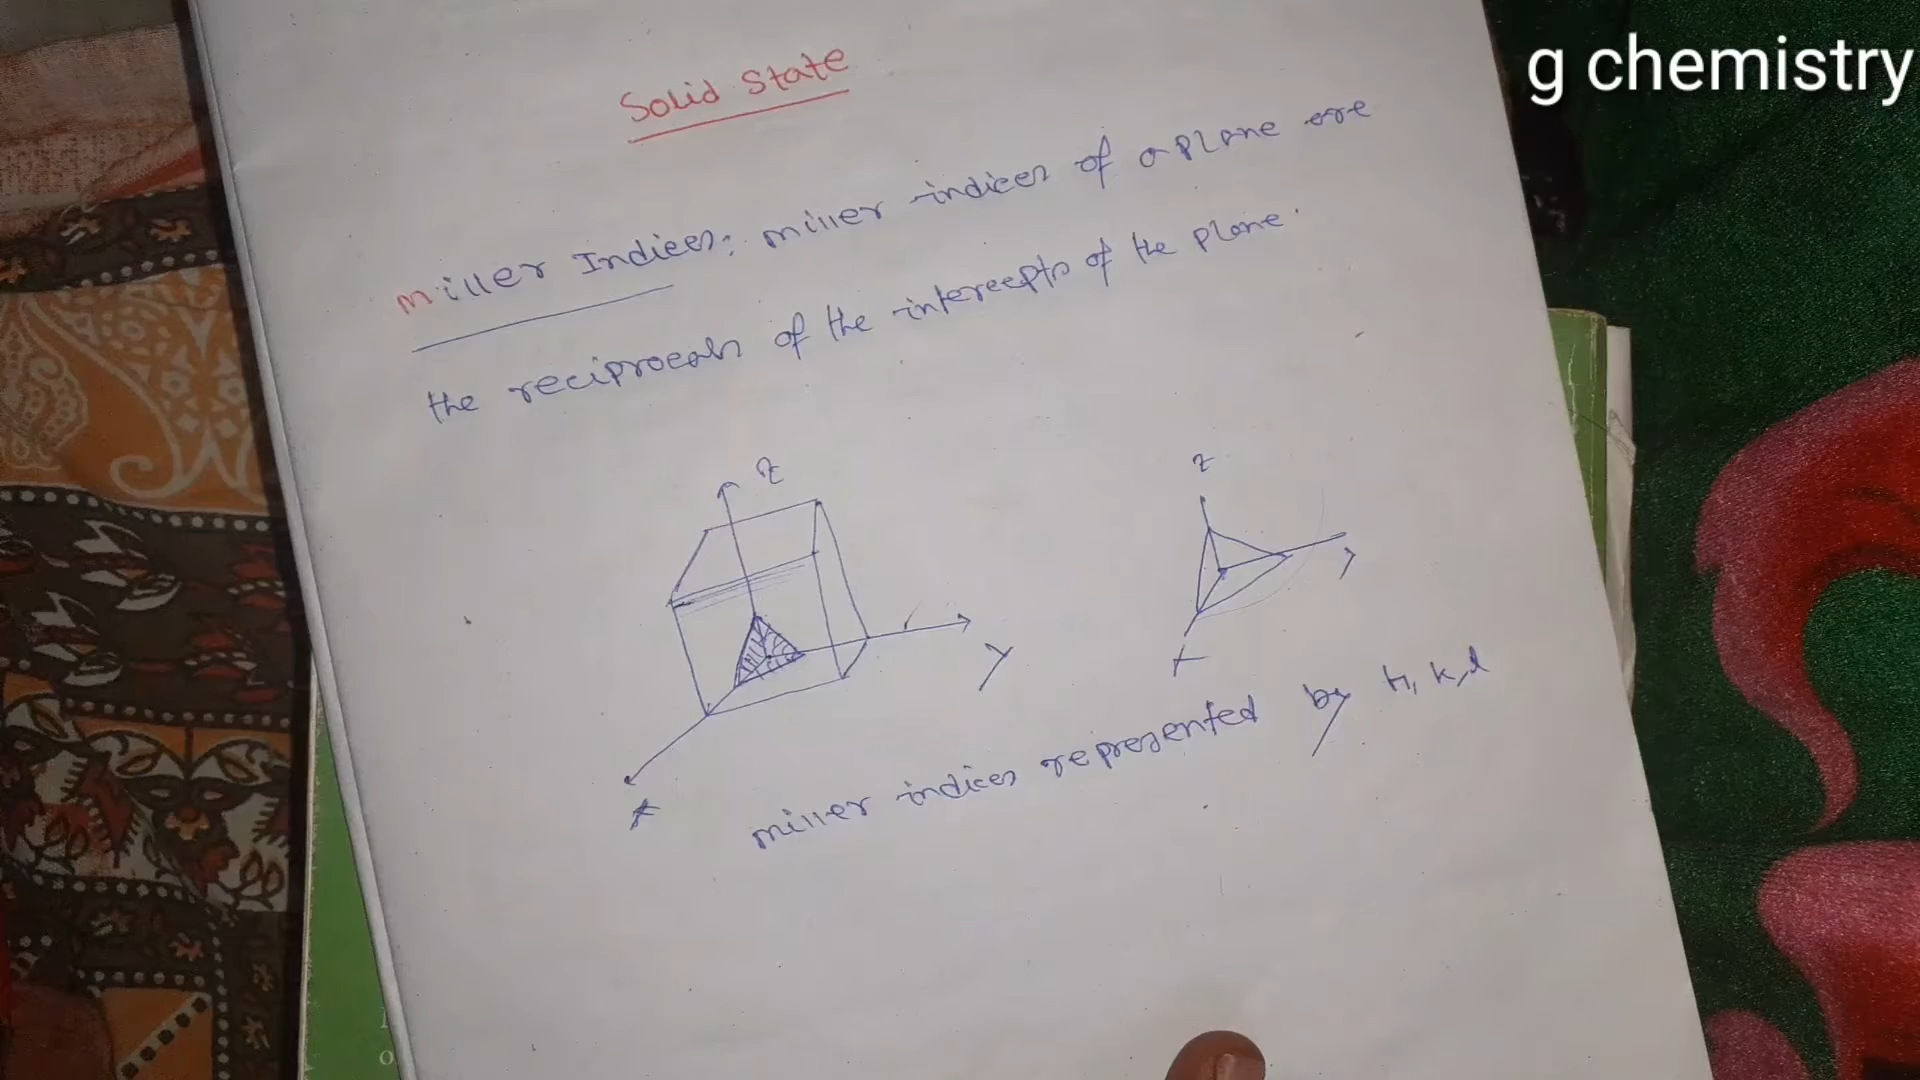 g chemistry
Solid State
Miller Indices: miller indices of a plane are
the reciprocals of the intercepts of the plane.
z
z
y
y
x
x
miller indices represented by h, k, l